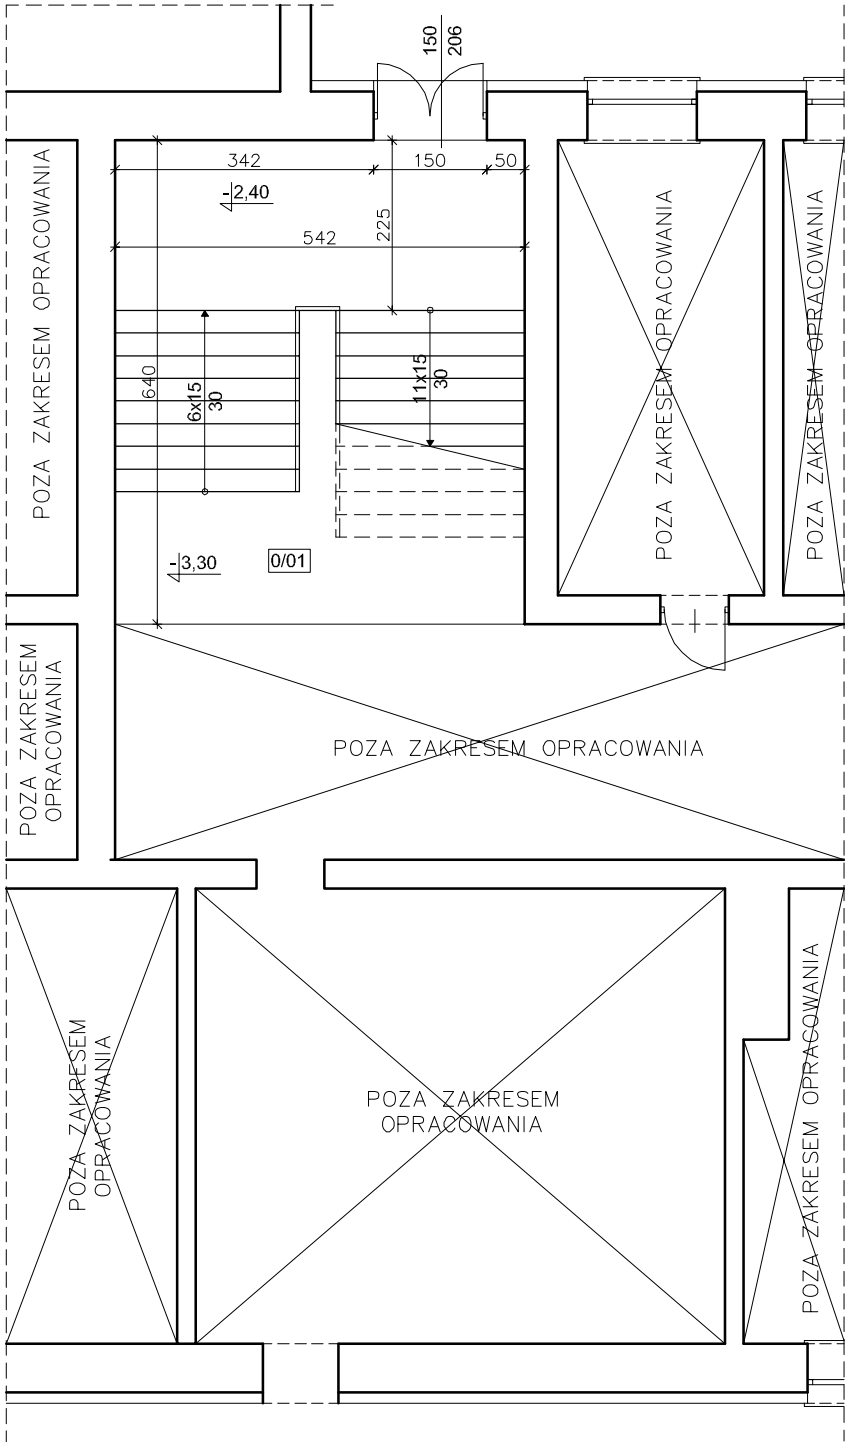 150
206
342
150
50
-2,40
225
542
640
6x15
30
11x15
30
-3,30
0/01
POZA ZAKRESEM OPRACOWANIA
POZA ZAKRESEM OPRACOWANIA
POZA ZAKRESEM OPRACOWANIA
POZA ZAKRESEM
OPRACOWANIA
POZA ZAKRESEM OPRACOWANIA
POZA ZAKRESEM
OPRACOWANIA
POZA ZAKRESEM
OPRACOWANIA
POZA ZAKRESEM OPRACOWANIA